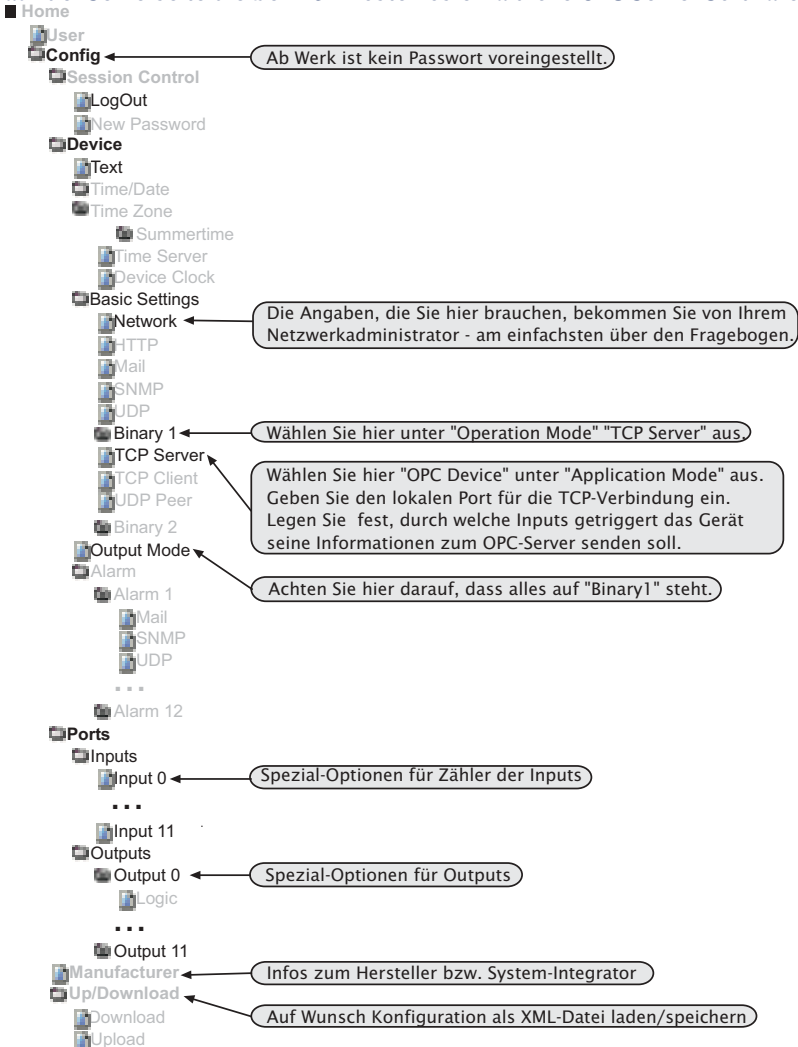 Home
User
Config
Ab Werk ist kein Passwort voreingestellt.
Session Control
LogOut
New Password
Device
Text
Time/Date
Time Zone
Summertime
Time Server
Device Clock
Basic Settings
Network
Die Angaben, die Sie hier brauchen, bekommen Sie von Ihrem
Netzwerkadministrator - am einfachsten über den Fragebogen.
HTTP
Mail
SNMP
UDP
Binary 1
Wählen Sie hier unter "Operation Mode" "TCP Server" aus.
TCP Server
TCP Client
UDP Peer
Wählen Sie hier "OPC Device" unter "Application Mode" aus.
Geben Sie den lokalen Port für die TCP-Verbindung ein.
Legen Sie fest, durch welche Inputs getriggert das Gerät
seine Informationen zum OPC-Server senden soll.
Binary 2
Output Mode
Achten Sie hier darauf, dass alles auf "Binary1" steht.
Alarm
Alarm 1
Mail
SNMP
UDP
...
Alarm 12
Ports
Inputs
Input 0
Spezial-Optionen für Zähler der Inputs
...
Input 11
Outputs
Output 0
Spezial-Optionen für Outputs
Logic
...
Output 11
Manufacturer
Infos zum Hersteller bzw. System-Integrator
Up/Download
Download
Auf Wunsch Konfiguration als XML-Datei laden/speichern
Upload